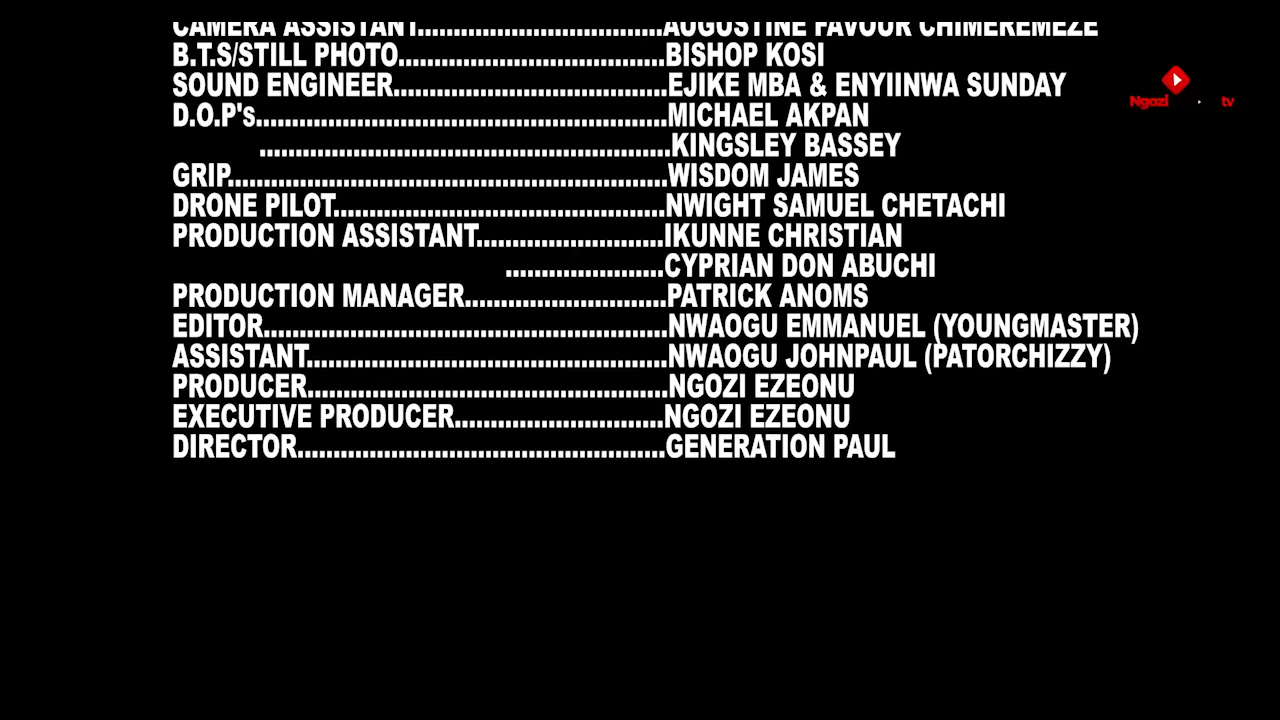 CAMERA ASSISTANT..................................AUGUSTINE FAVOUR CHIMEREMEZE
B.T.S/STILL PHOTO.....................................BISHOP KOSI
SOUND ENGINEER......................................EJIKE MBA & ENYIINWA SUNDAY
D.O.P's.........................................................MICHAEL AKPAN
.........................................................KINGSLEY BASSEY
GRIP.............................................................WISDOM JAMES
DRONE PILOT..............................................NWIGHT SAMUEL CHETACHI
PRODUCTION ASSISTANT..........................IKUNNE CHRISTIAN
......................CYPRIAN DON ABUCHI
PRODUCTION MANAGER............................PATRICK ANOMS
EDITOR........................................................NWAOGU EMMANUEL (YOUNGMASTER)
ASSISTANT..................................................NWAOGU JOHNPAUL (PATORCHIZZY)
PRODUCER..................................................NGOZI EZEONU
EXECUTIVE PRODUCER.............................NGOZI EZEONU
DIRECTOR...................................................GENERATION PAUL
Ngozi tv